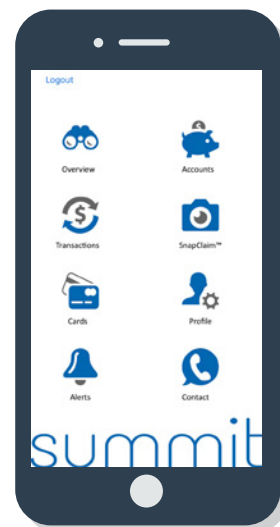 Logout
Overview Accounts
$
Transactions SnapClaim™
Cards Profile
Alerts Contact
summit